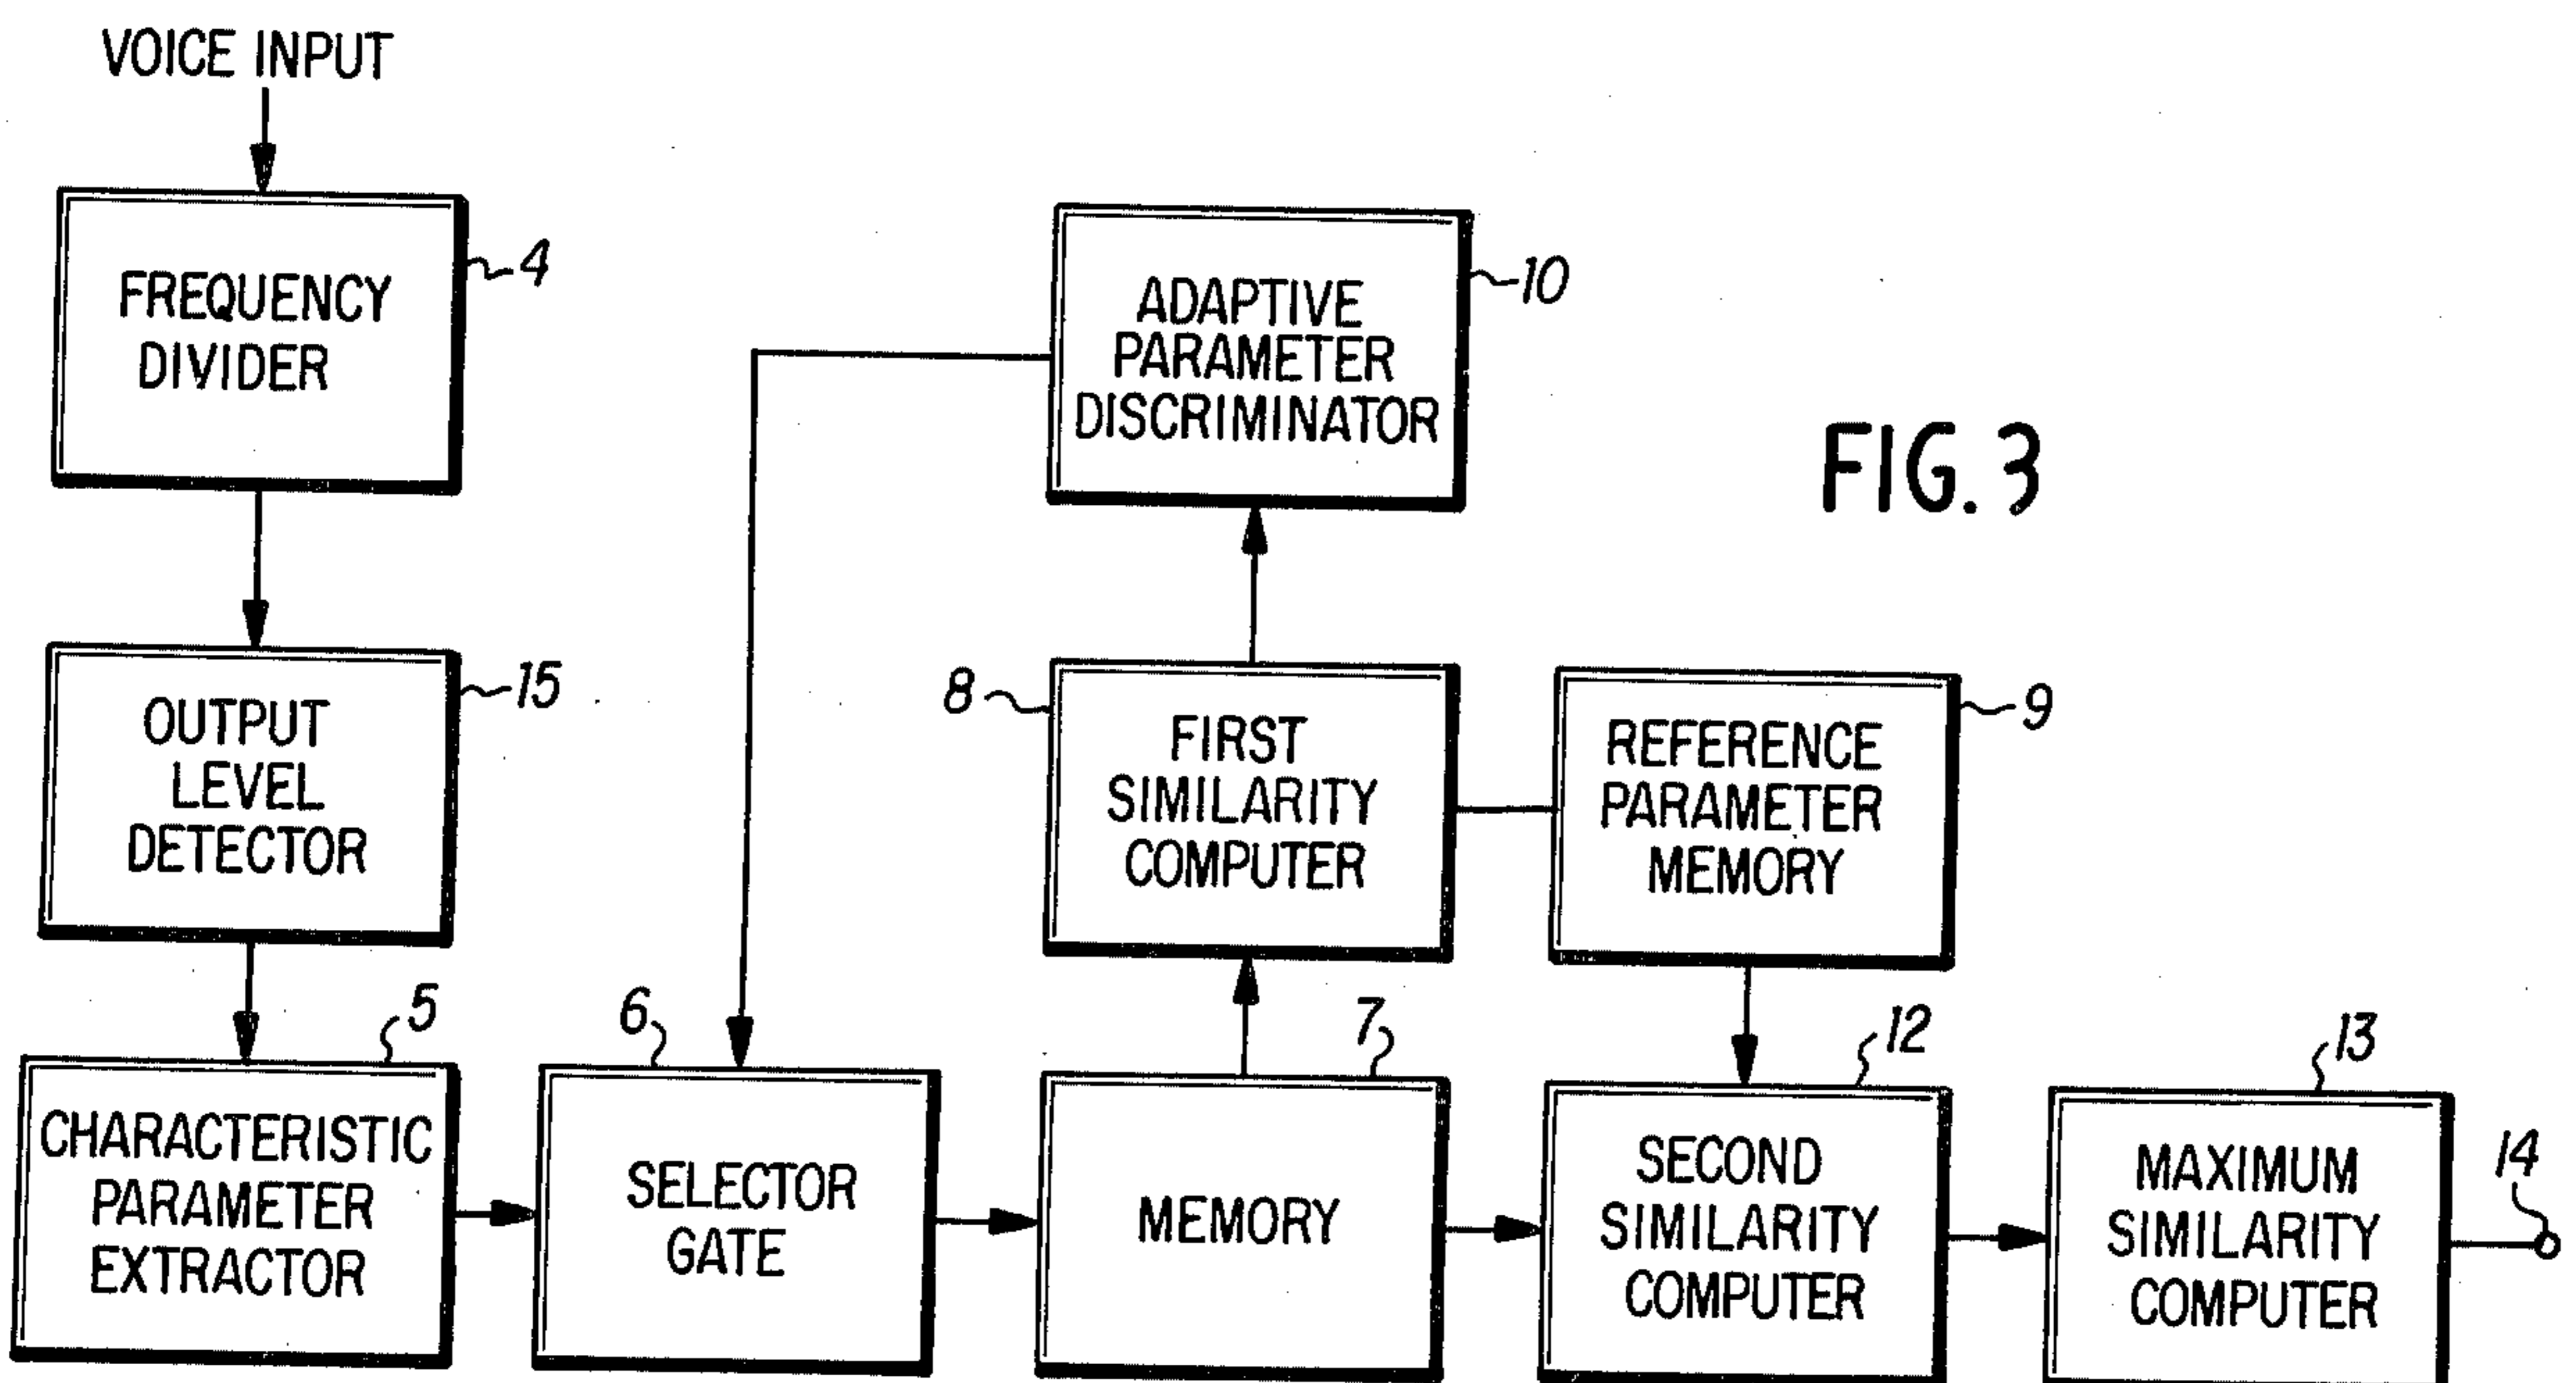 VOICE INPUT
FREQUENCY
DIVIDER
4
OUTPUT
LEVEL
DETECTOR
15
CHARACTERISTIC
PARAMETER
EXTRACTOR
5
SELECTOR
GATE
6
ADAPTIVE
PARAMETER
DISCRIMINATOR
10
FIRST
SIMILARITY
COMPUTER
8
REFERENCE
PARAMETER
MEMORY
9
MEMORY
7
SECOND
SIMILARITY
COMPUTER
12
MAXIMUM
SIMILARITY
COMPUTER
13
14
FIG. 3